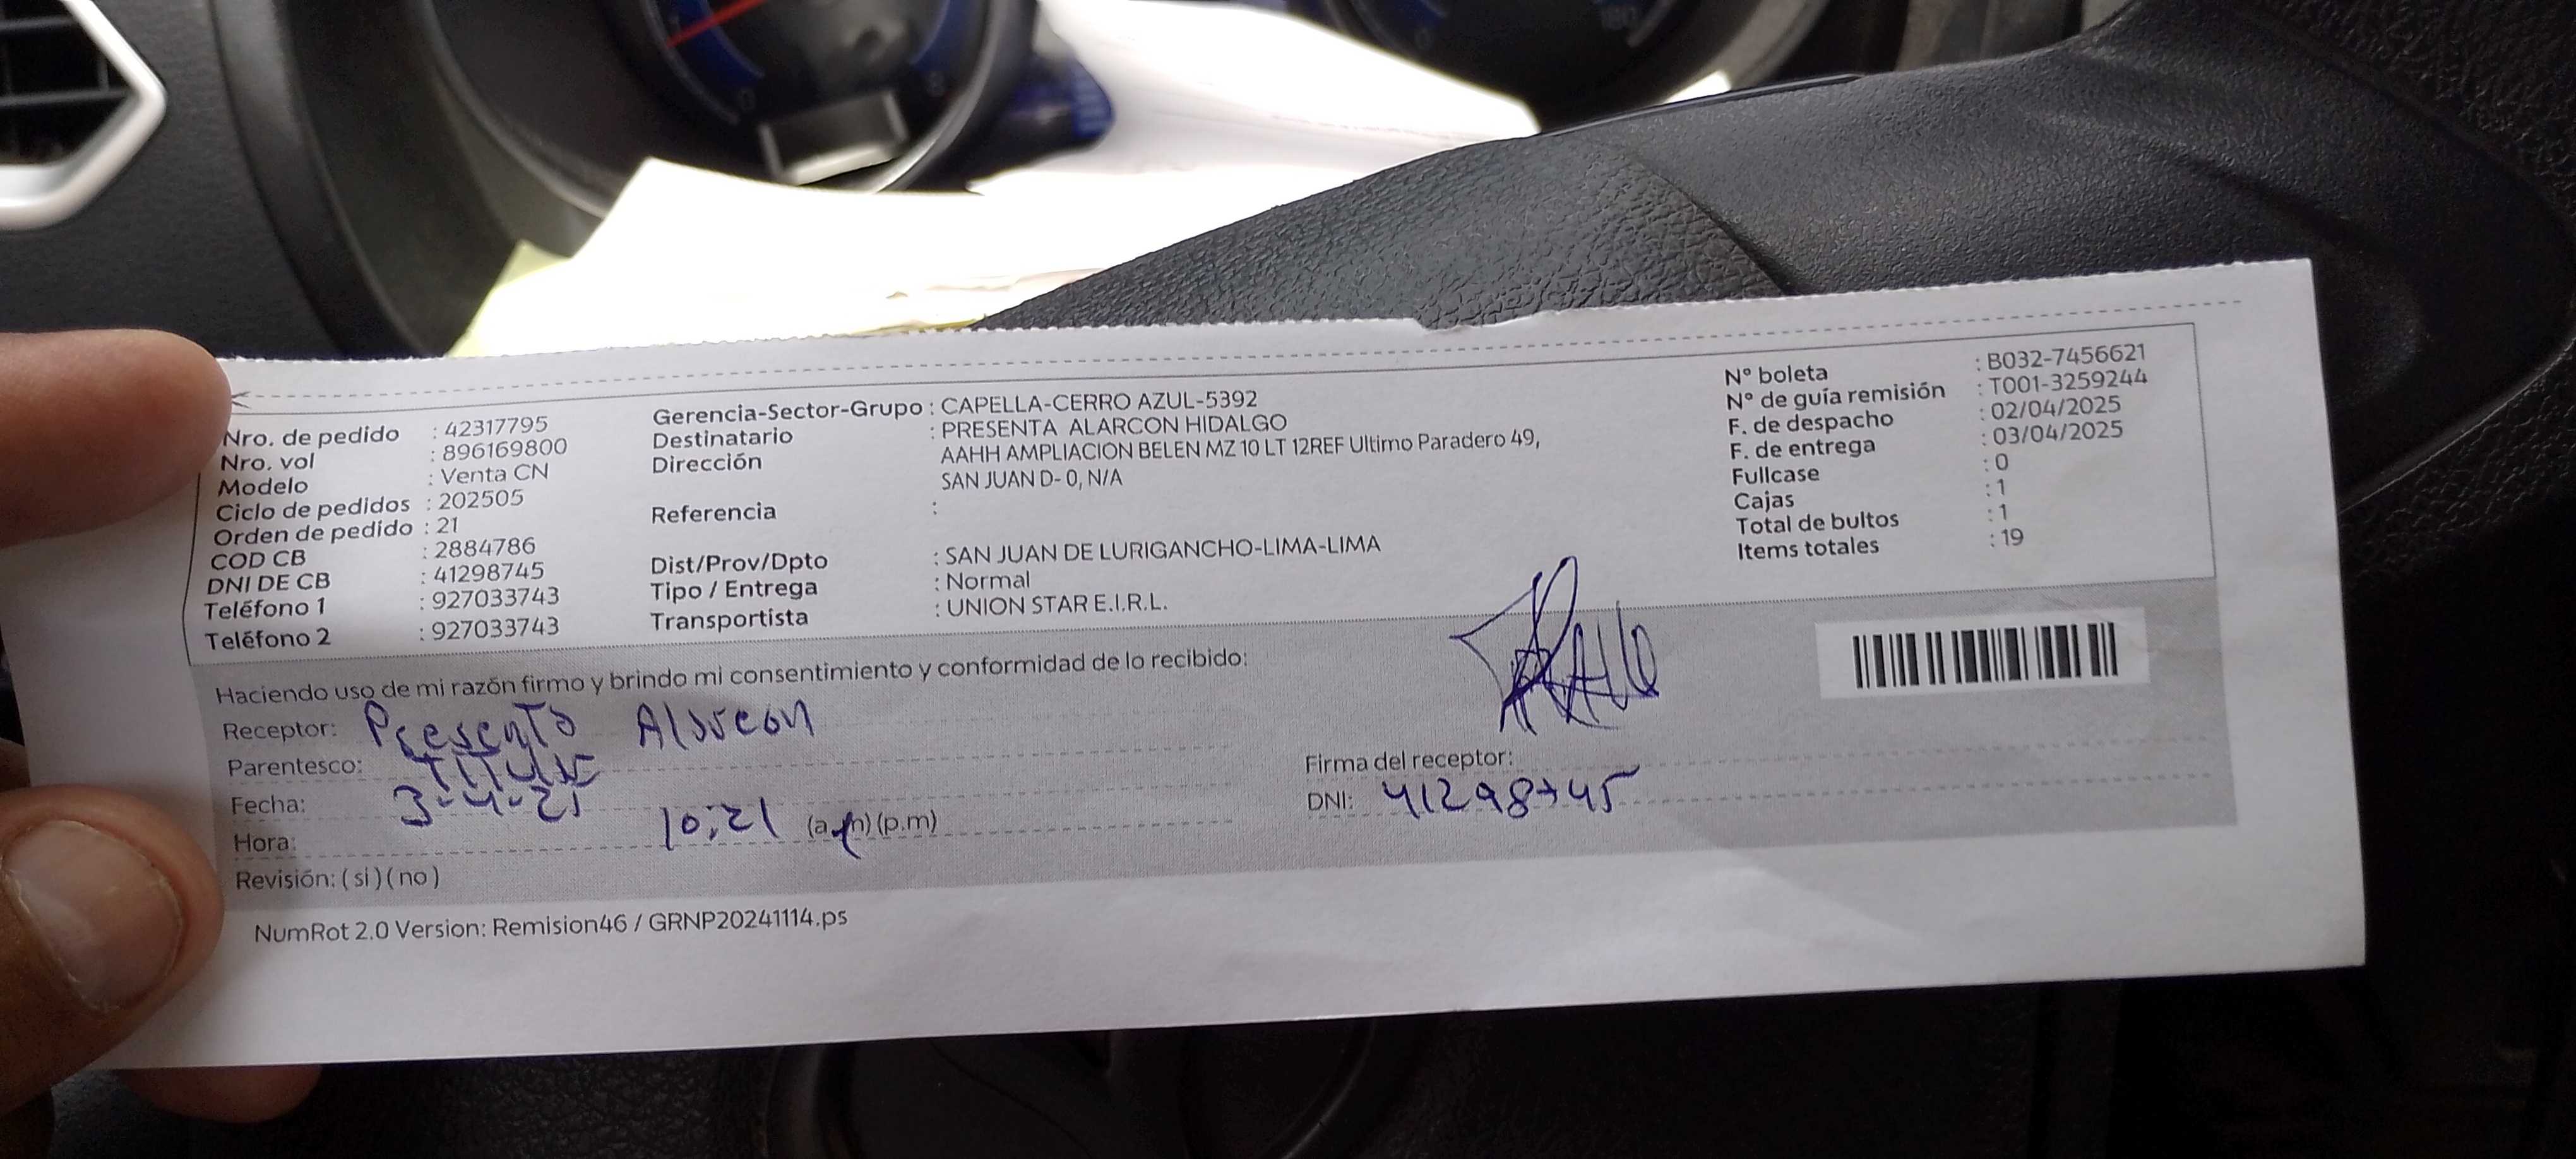 Nro. de pedido : 42317795
Nro. vol : 896169800
Modelo : Venta CN
Ciclo de pedidos : 202505
Orden de pedido : 21
COD CB : 2884786
DNI DE CB : 41298745
Teléfono 1 : 927033743
Teléfono 2 : 927033743
Gerencia-Sector-Grupo : CAPELLA-CERRO AZUL-5392
Destinatario : PRESENTA ALARCON HIDALGO
Dirección AAHH AMPLIACION BELEN MZ 10 LT 12REF Ultimo Paradero 49,
SAN JUAN D- 0, N/A
Referencia :
Dist/Prov/Dpto : SAN JUAN DE LURIGANCHO-LIMA-LIMA
Tipo / Entrega : Normal
Transportista : UNION STAR E.I.R.L.
N° boleta : B032-7456621
N° de guía remisión : T001-3259244
F. de despacho : 02/04/2025
F. de entrega : 03/04/2025
Fullcase : 0
Cajas : 1
Total de bultos : 1
Items totales : 19
Haciendo uso de mi razón firmo y brindo mi consentimiento y conformidad de lo recibido:
Receptor: Presenta Alarcon
Parentesco:
Fecha: 3-4-25
Hora: 10:21 (a.m) (p.m)
Revisión: ( si ) ( no )
Firma del receptor:
DNI: 41298745
NumRot 2.0 Version: Remision46 / GRNP20241114.ps